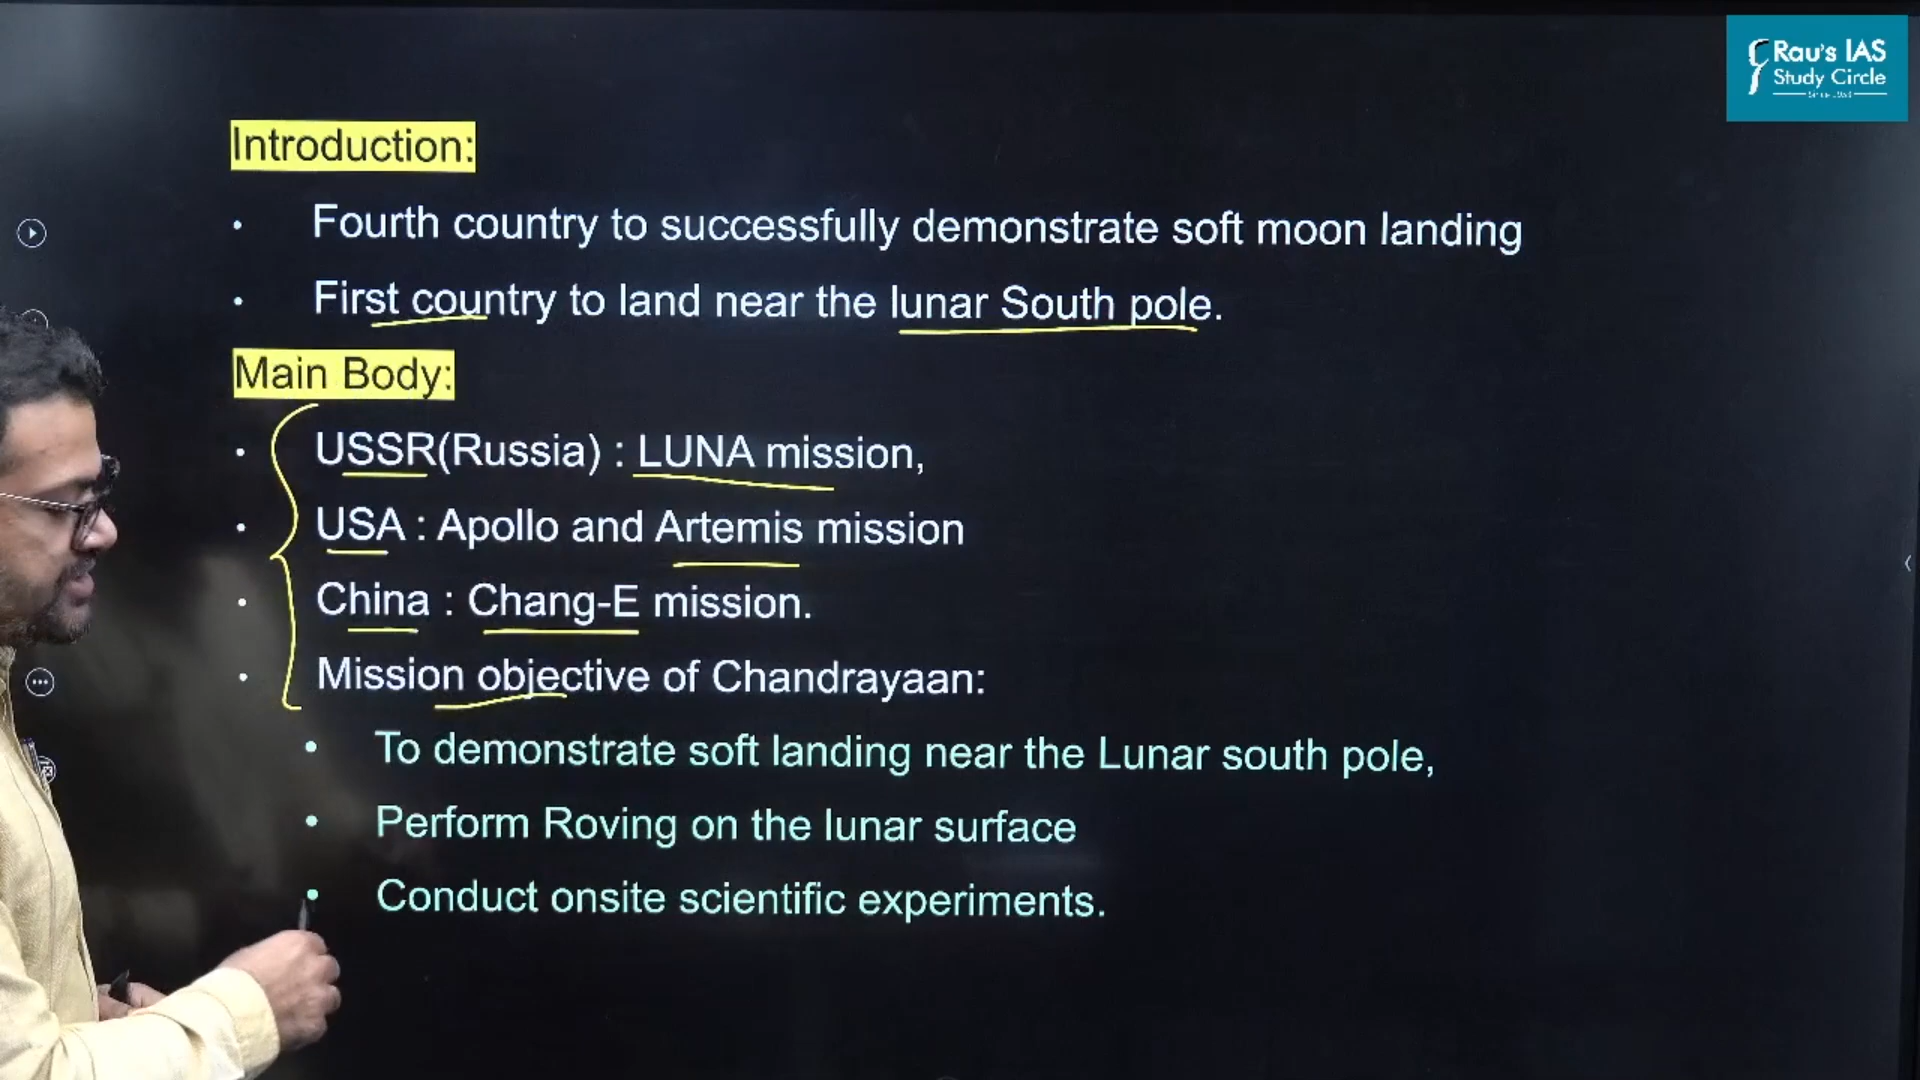 Rau's IAS
Study Circle
Introduction:
• Fourth country to successfully demonstrate soft moon landing
• First country to land near the lunar South pole.
Main Body:
• USSR(Russia) : LUNA mission,
• USA : Apollo and Artemis mission
• China : Chang-E mission.
• Mission objective of Chandrayaan:
• To demonstrate soft landing near the Lunar south pole,
• Perform Roving on the lunar surface
• Conduct onsite scientific experiments.